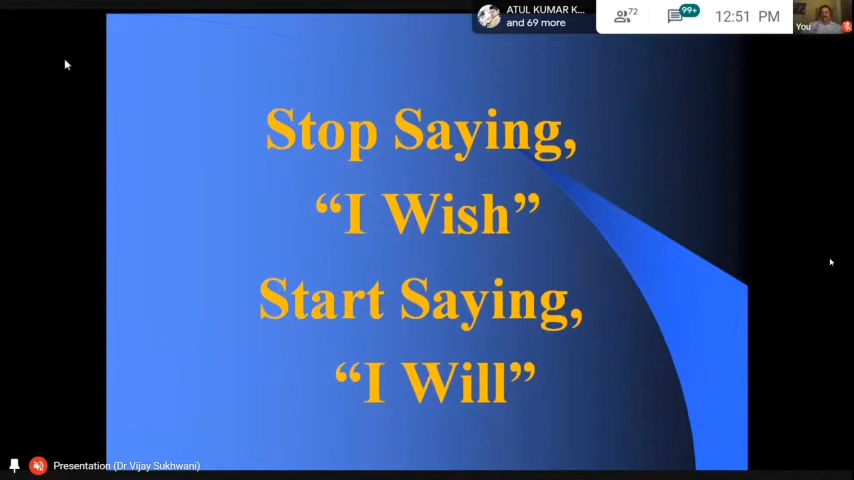 ATUL KUMAR K...
and 69 more
72
99+
12:51 PM
You
Stop Saying,
“I Wish”
Start Saying,
“I Will”
Presentation (Dr Vijay Sukhwani)